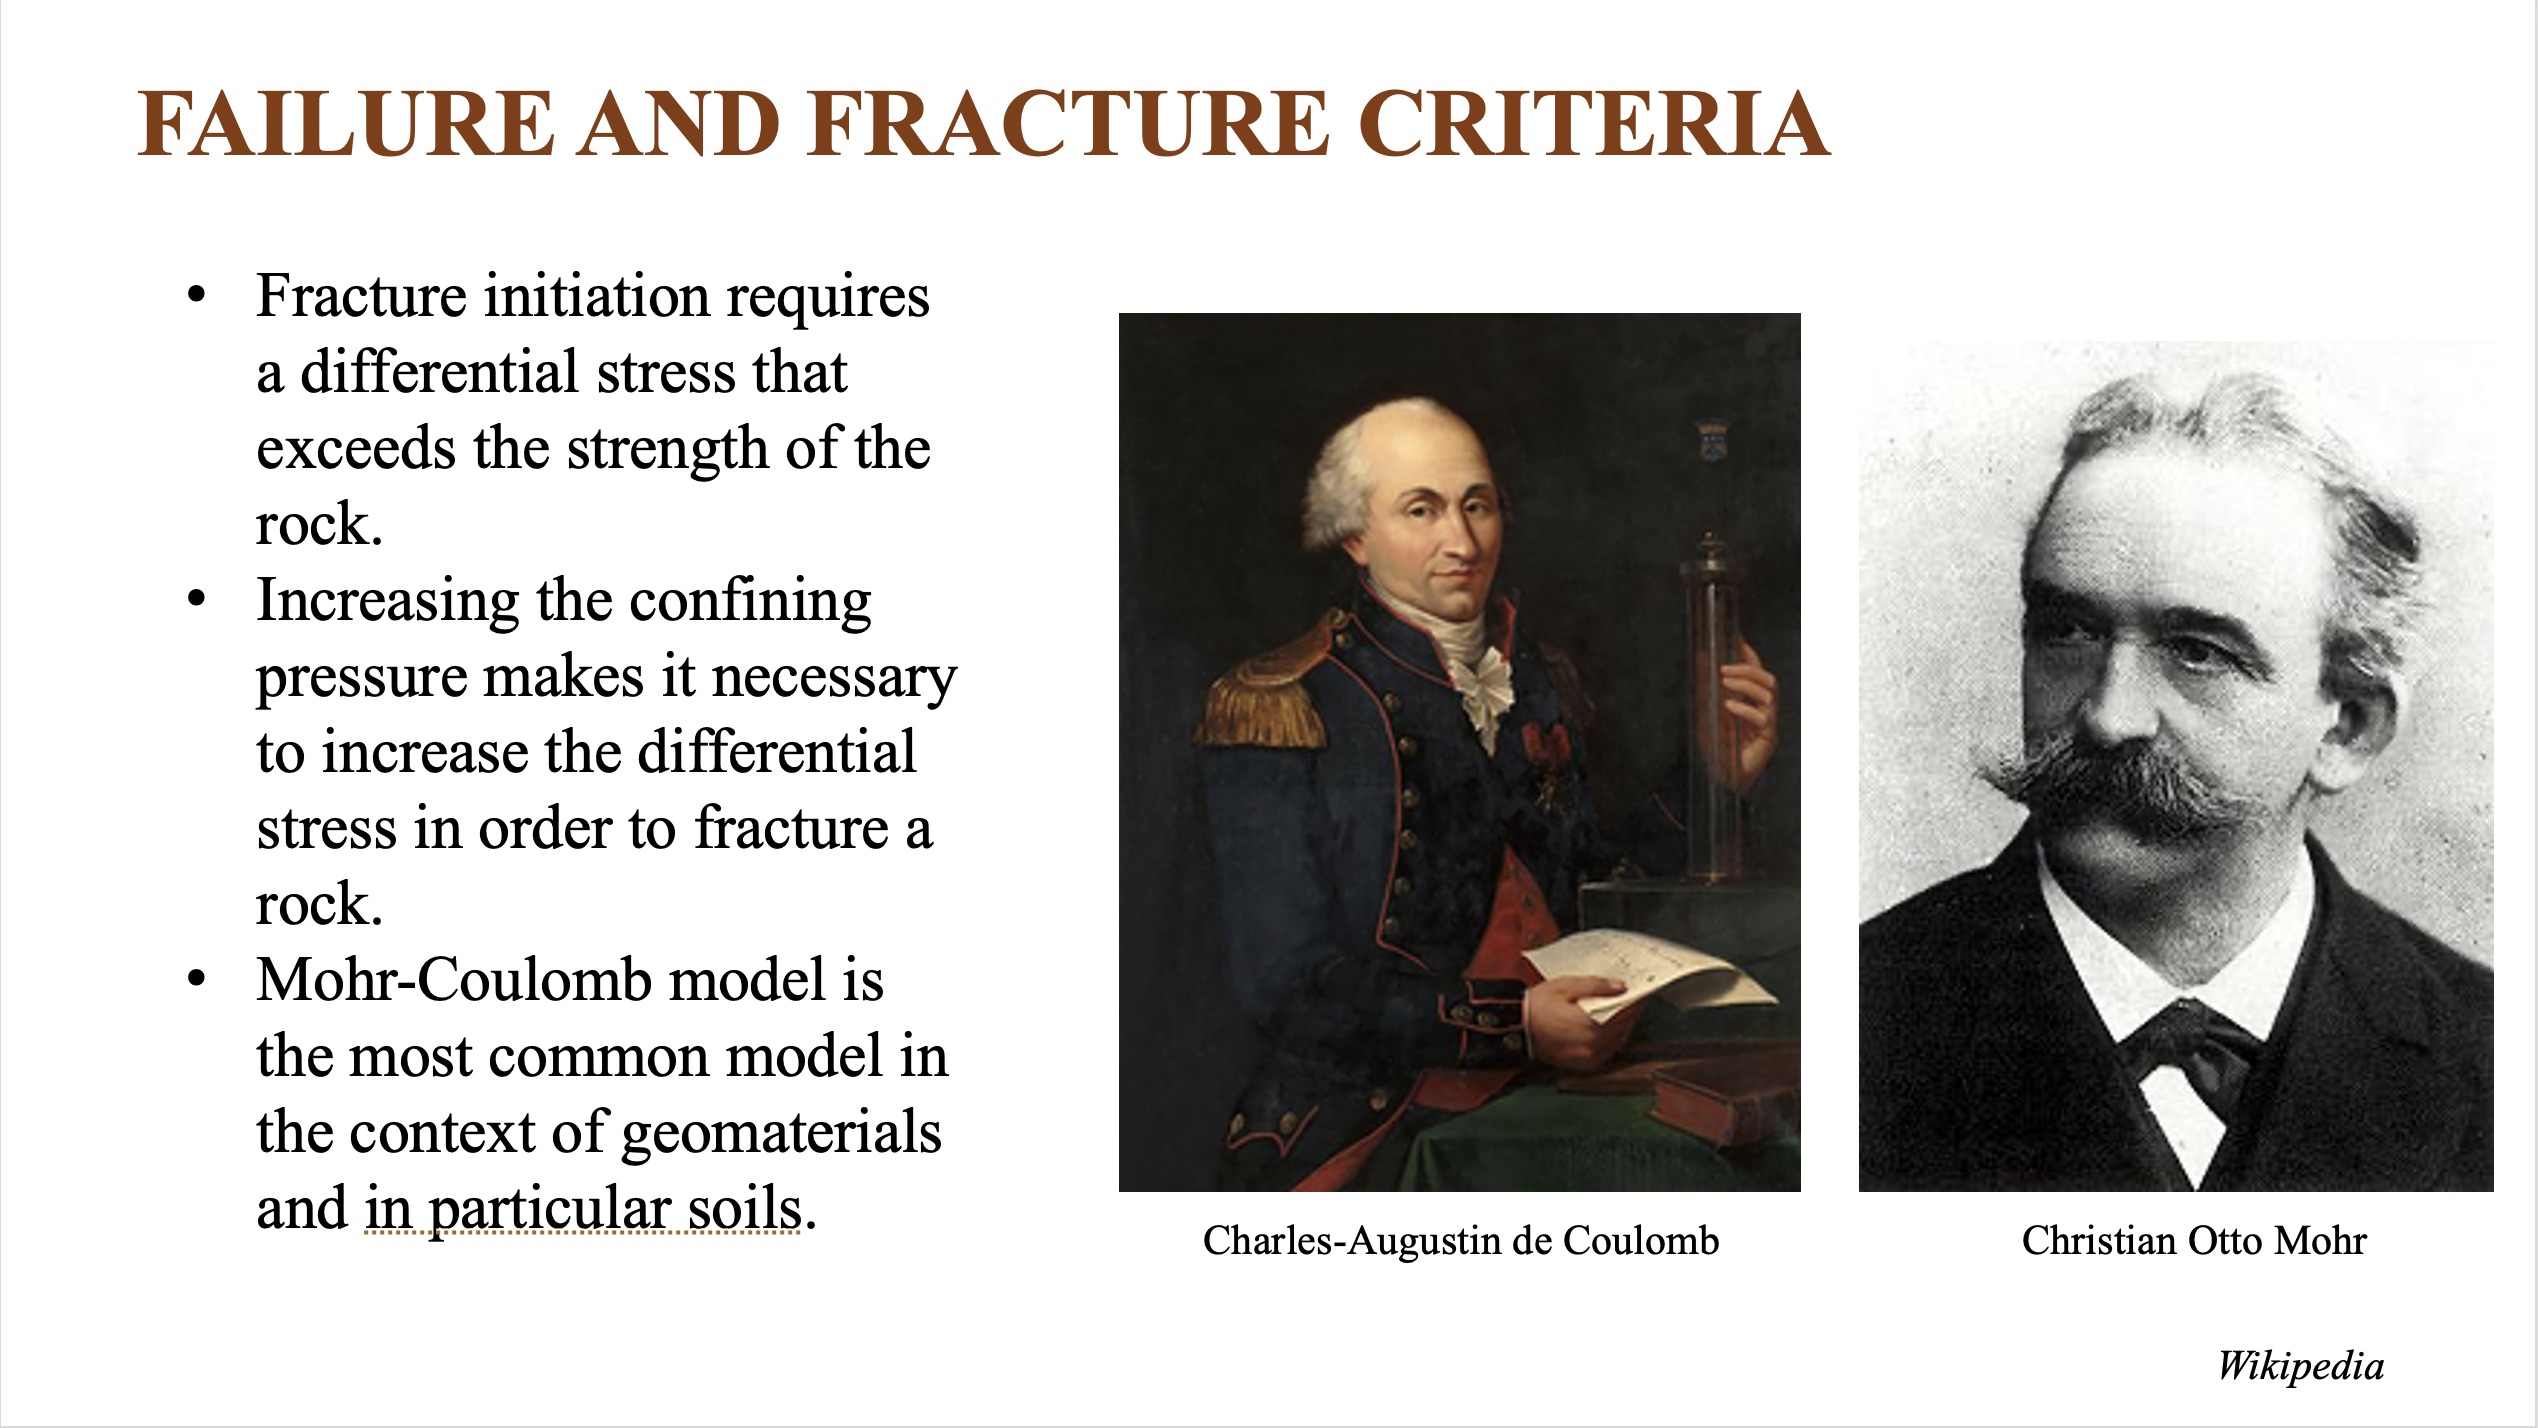 FAILURE AND FRACTURE CRITERIA
• Fracture initiation requires
a differential stress that
exceeds the strength of the
rock.
• Increasing the confining
pressure makes it necessary
to increase the differential
stress in order to fracture a
rock.
• Mohr-Coulomb model is
the most common model in
the context of geomaterials
and in particular soils.
Charles-Augustin de Coulomb
Christian Otto Mohr
Wikipedia